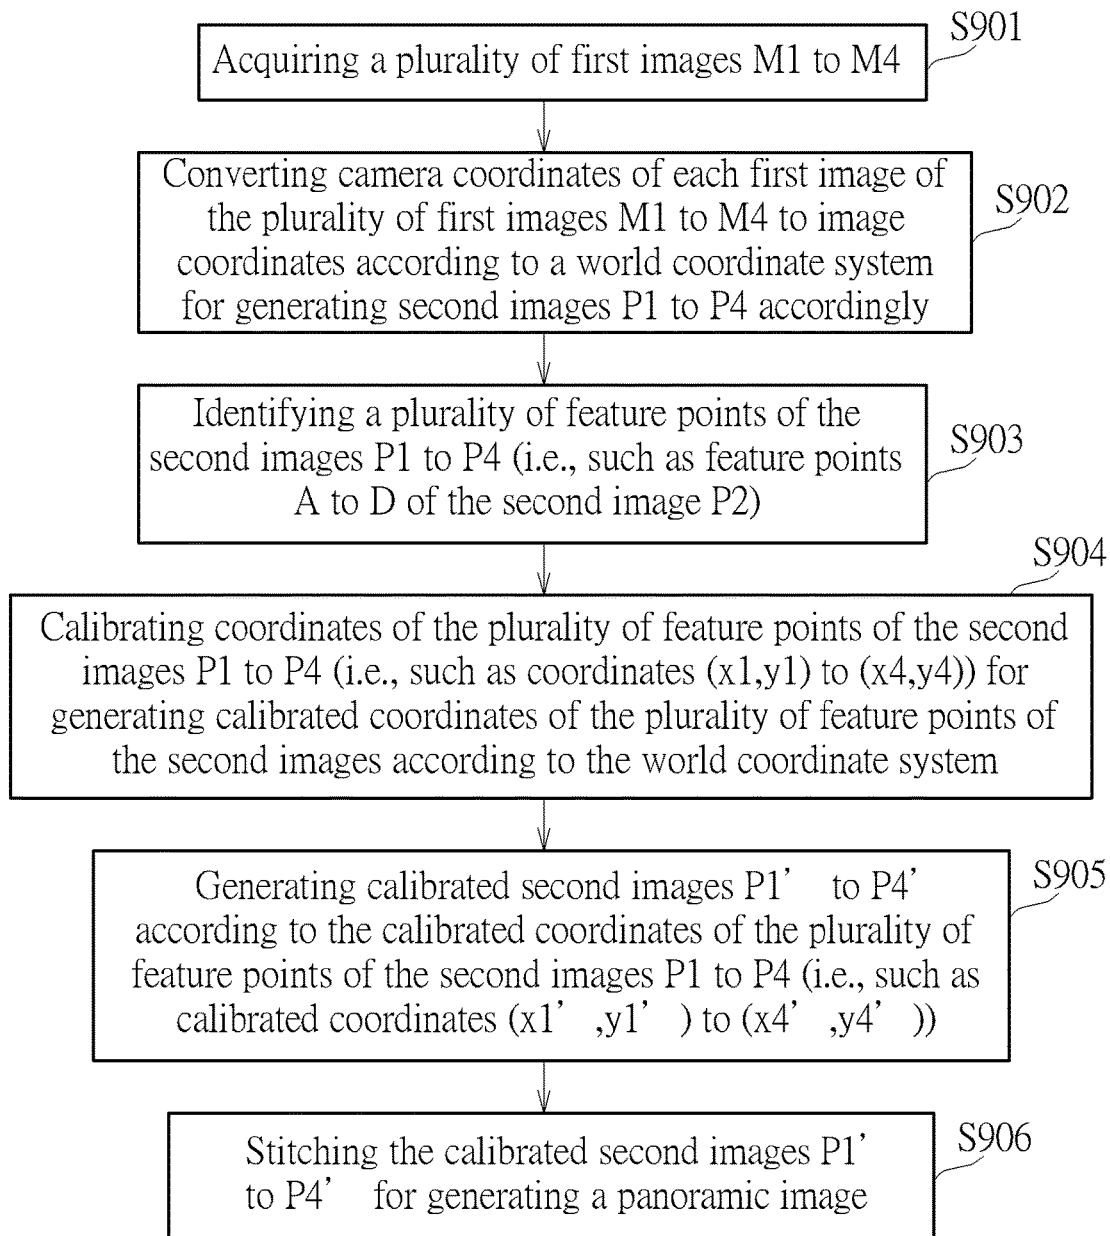 S901
Acquiring a plurality of first images M1 to M4
Converting camera coordinates of each first image of
the plurality of first images M1 to M4 to image
coordinates according to a world coordinate system
for generating second images P1 to P4 accordingly
S902
Identifying a plurality of feature points of the
second images P1 to P4 (i.e., such as feature points
A to D of the second image P2)
S903
S904
Calibrating coordinates of the plurality of feature points of the second
images P1 to P4 (i.e., such as coordinates (x1,y1) to (x4,y4)) for
generating calibrated coordinates of the plurality of feature points of
the second images according to the world coordinate system
Generating calibrated second images P1’ to P4’
according to the calibrated coordinates of the plurality of
feature points of the second images P1 to P4 (i.e., such as
calibrated coordinates (x1’ ,y1’ ) to (x4’ ,y4’ ))
S905
Stitching the calibrated second images P1’
to P4’ for generating a panoramic image
S906